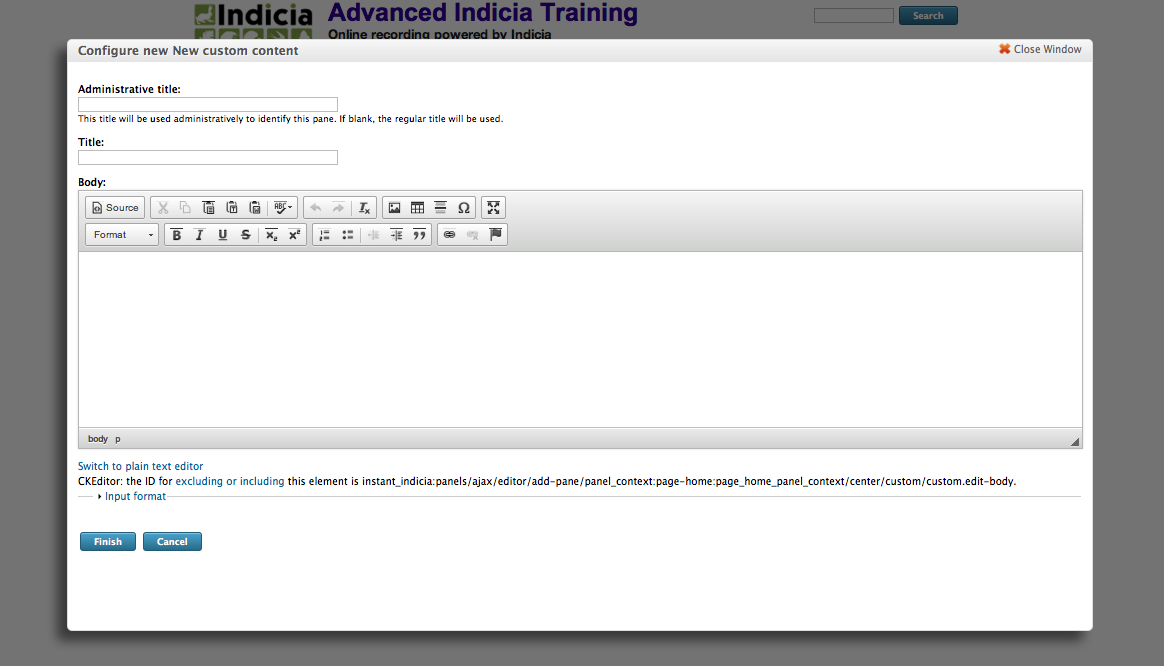 Indicia
Advanced Indicia Training
Search
Online recording powered by Indicia
Configure new New custom content
Close Window
Administrative title:
This title will be used administratively to identify this pane. If blank, the regular title will be used.
Title:
Body:
Source
ABC
Ω
Format
B I U S x₂ x²
body p
Switch to plain text editor
CKEditor: the ID for excluding or including this element is instant_indicia:panels/ajax/editor/add-pane/panel_context:page-home:page_home_panel_context/center/custom/custom.edit-body.
Input format
Finish Cancel